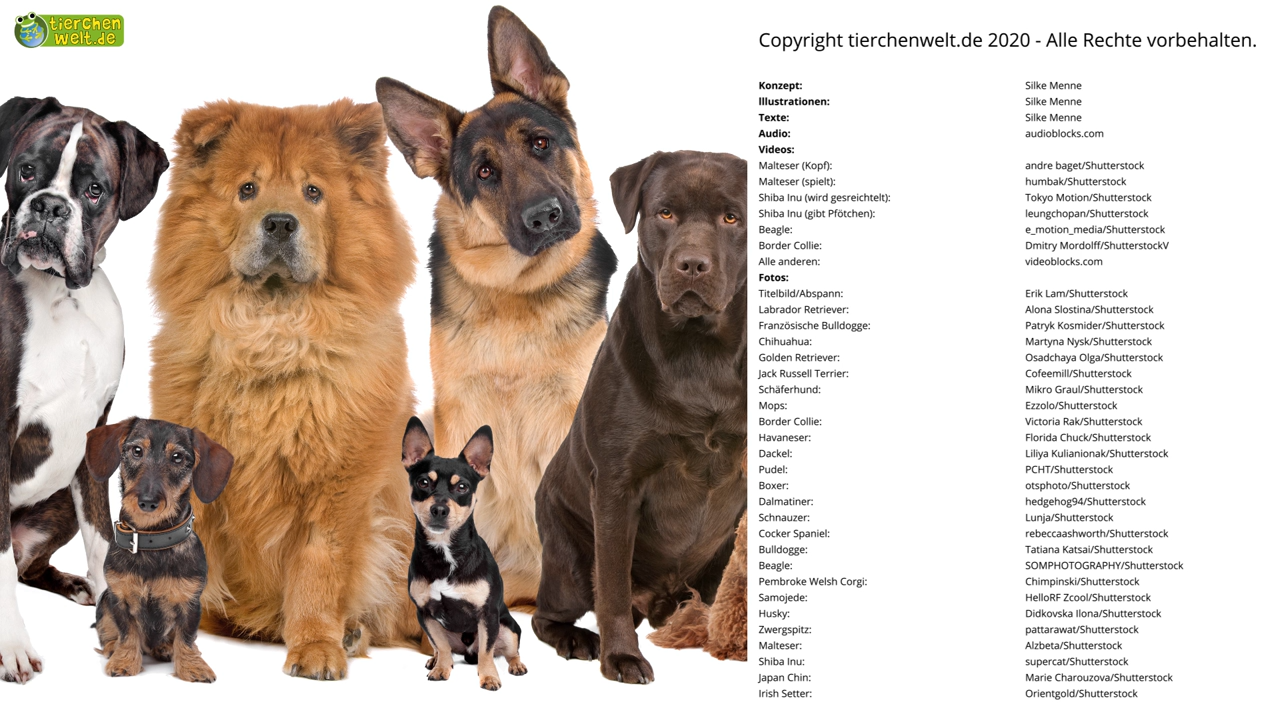 tierchen
welt.de
Copyright tierchenwelt.de 2020 - Alle Rechte vorbehalten.
Konzept: Silke Menne
Illustrationen: Silke Menne
Texte: Silke Menne
Audio: audioblocks.com
Videos:
Malteser (Kopf): andre baget/Shutterstock
Malteser (spielt): humbak/Shutterstock
Shiba Inu (wird gesreichtelt): Tokyo Motion/Shutterstock
Shiba Inu (gibt Pfötchen): leungchopan/Shutterstock
Beagle: e_motion_media/Shutterstock
Border Collie: Dmitry Mordolff/ShutterstockV
Alle anderen: videoblocks.com
Fotos:
Titelbild/Abspann: Erik Lam/Shutterstock
Labrador Retriever: Alona Slostina/Shutterstock
Französische Bulldogge: Patryk Kosmider/Shutterstock
Chihuahua: Martyna Nysk/Shutterstock
Golden Retriever: Osadchaya Olga/Shutterstock
Jack Russell Terrier: Cofeemill/Shutterstock
Schäferhund: Mikro Graul/Shutterstock
Mops: Ezzolo/Shutterstock
Border Collie: Victoria Rak/Shutterstock
Havaneser: Florida Chuck/Shutterstock
Dackel: Liliya Kulianionak/Shutterstock
Pudel: PCHT/Shutterstock
Boxer: otsphoto/Shutterstock
Dalmatiner: hedgehog94/Shutterstock
Schnauzer: Lunja/Shutterstock
Cocker Spaniel: rebeccaashworth/Shutterstock
Bulldogge: Tatiana Katsai/Shutterstock
Beagle: SOMPHOTOGRAPHY/Shutterstock
Pembroke Welsh Corgi: Chimpinski/Shutterstock
Samojede: HelloRF Zcool/Shutterstock
Husky: Didkovska Ilona/Shutterstock
Zwergspitz: pattarawat/Shutterstock
Malteser: Alzbeta/Shutterstock
Shiba Inu: supercat/Shutterstock
Japan Chin: Marie Charouzova/Shutterstock
Irish Setter: Orientgold/Shutterstock